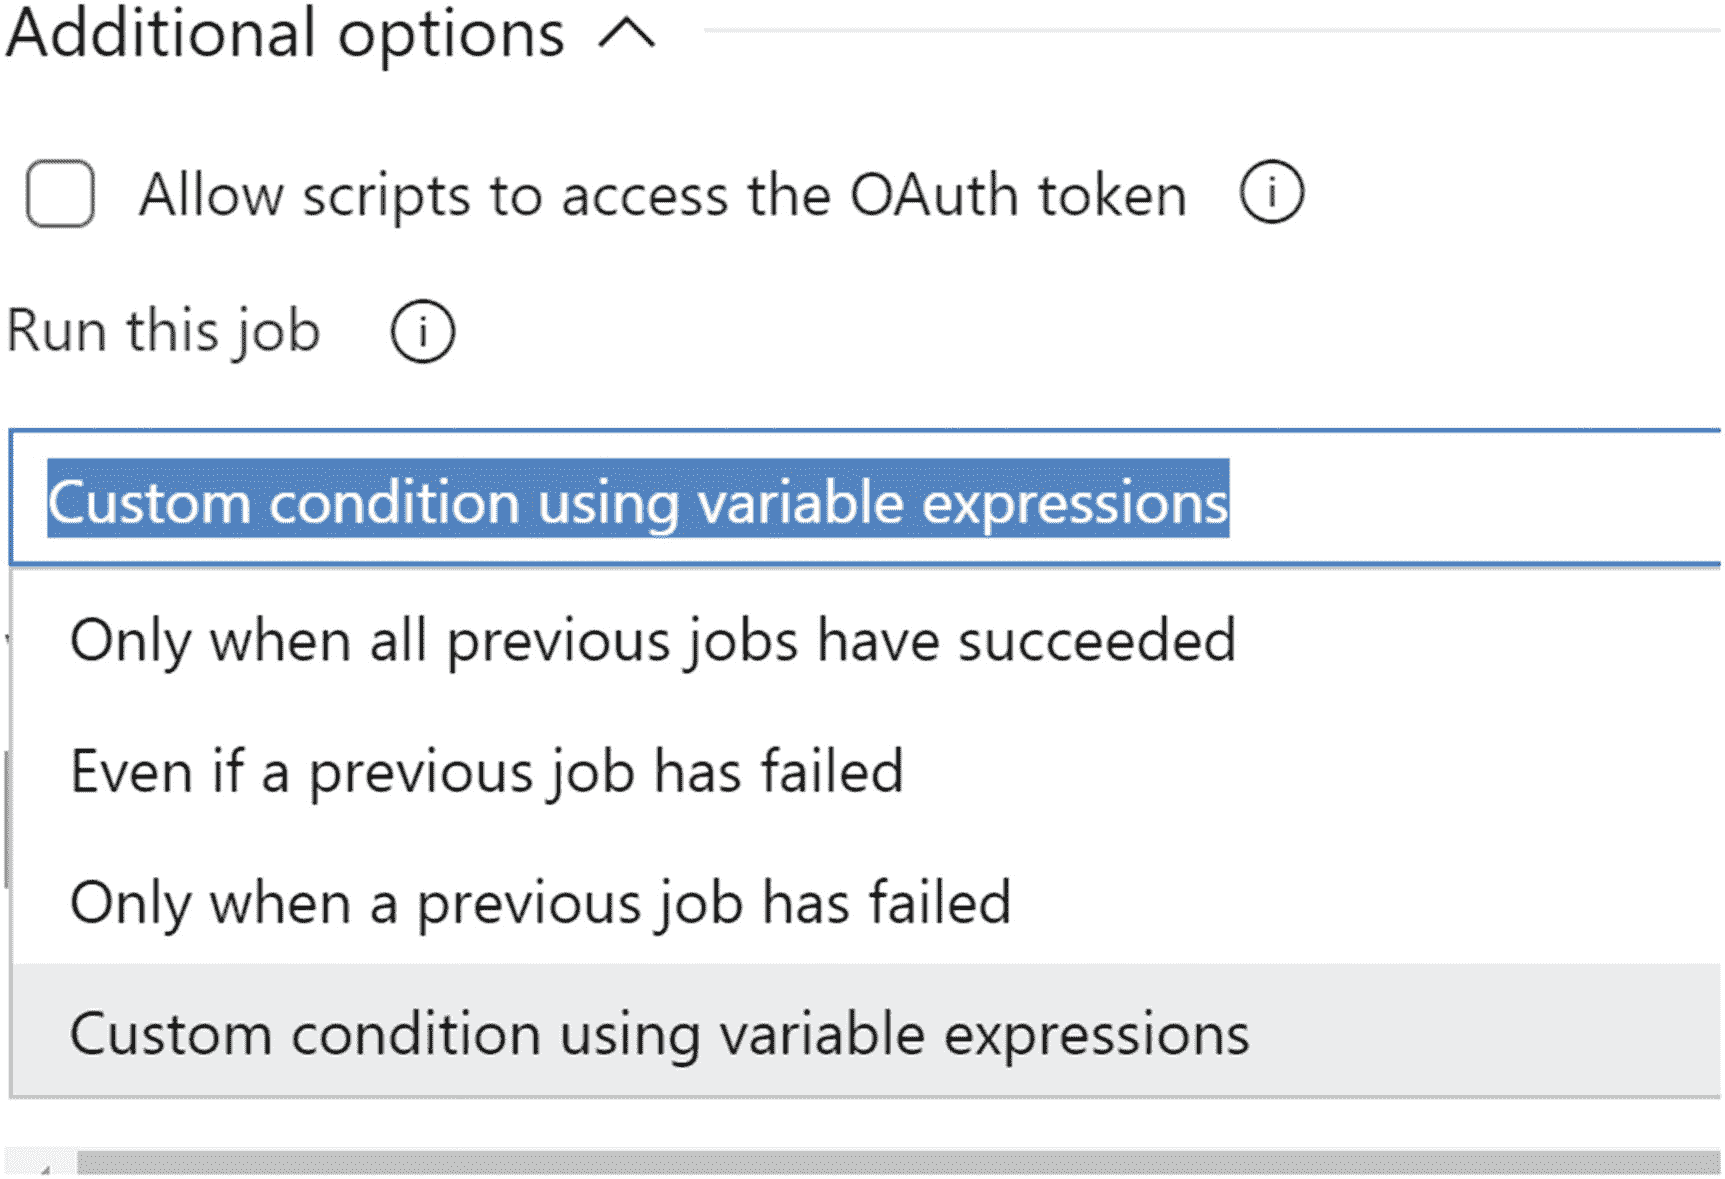 Additional options
Allow scripts to access the OAuth token
Run this job
Custom condition using variable expressions
Only when all previous jobs have succeeded
Even if a previous job has failed
Only when a previous job has failed
Custom condition using variable expressions